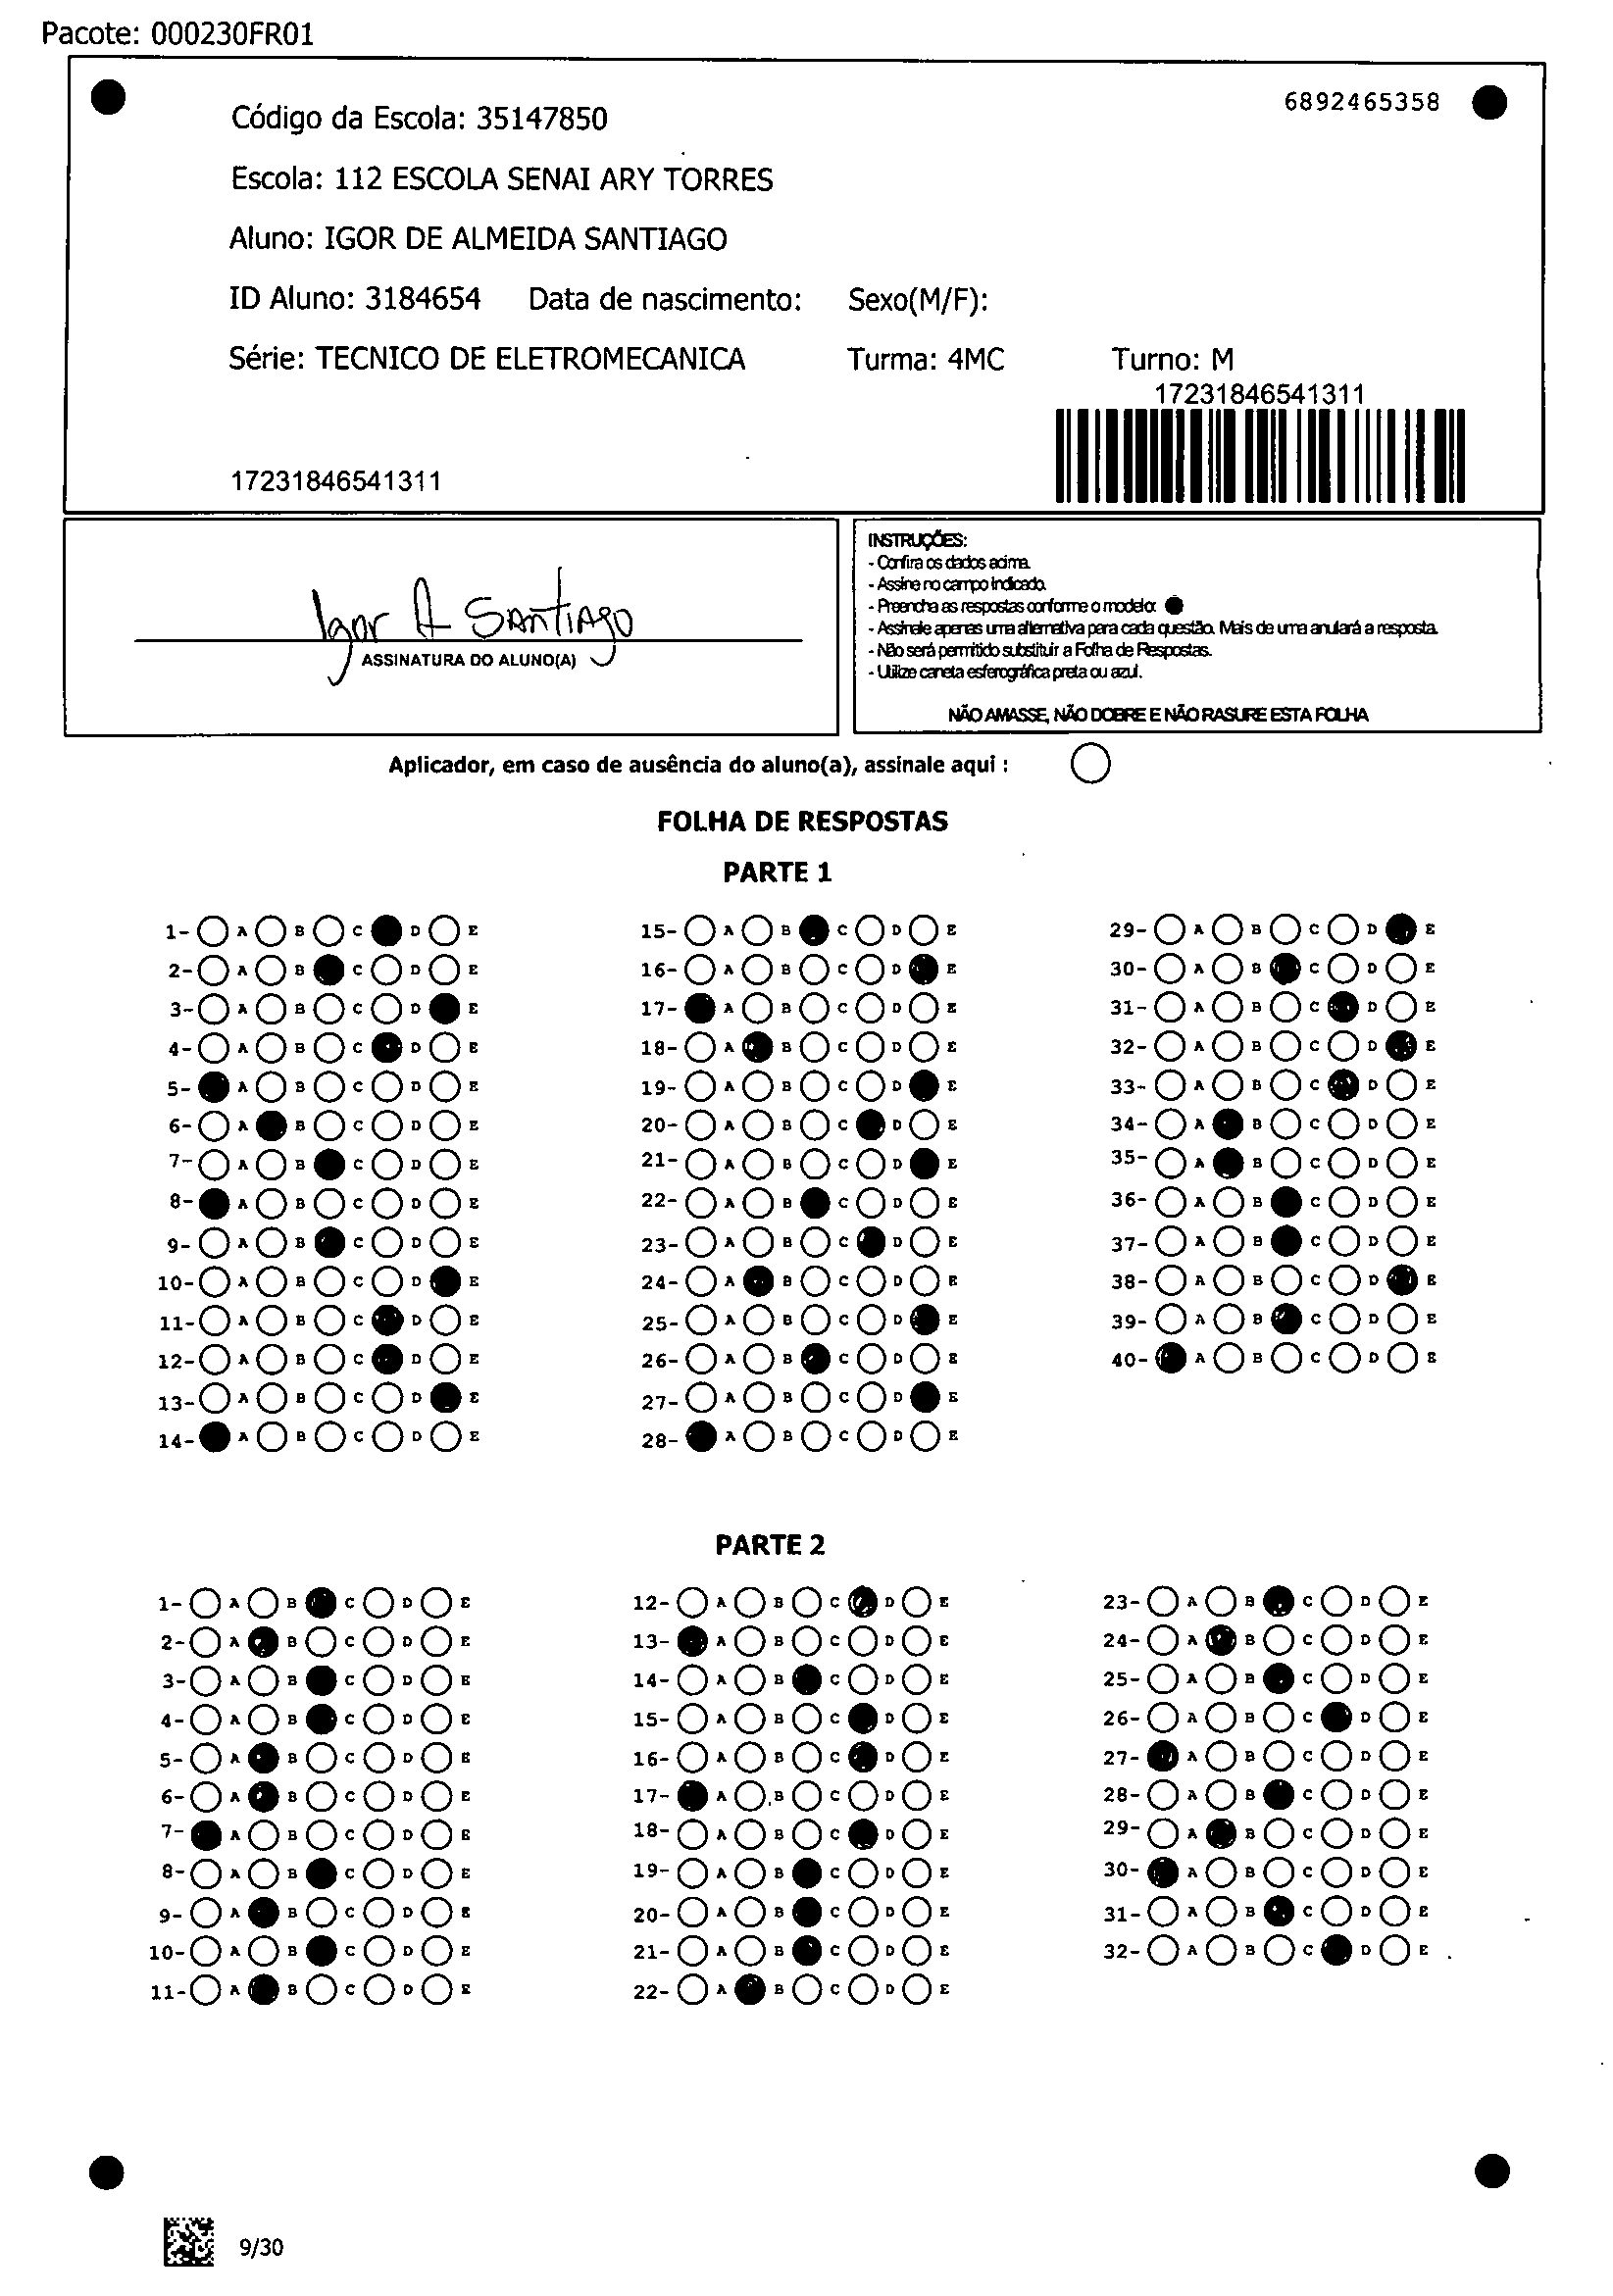 Pacote: 000230FR01
6892465358
Código da Escola: 35147850
Escola: 112 ESCOLA SENAI ARY TORRES
Aluno: IGOR DE ALMEIDA SANTIAGO
ID Aluno: 3184654 Data de nascimento: Sexo(M/F):
Série: TECNICO DE ELETROMECANICA Turma: 4MC Turno: M
17231846541311
17231846541311
Igor A Santiago
ASSINATURA DO ALUNO(A)
INSTRUÇÕES:
- Confira os dados acima.
- Assine no campo indicado.
- Preencha as respostas conforme o modelo:
- Assinale apenas uma alternativa para cada questão. Mais de uma anulará a resposta.
- Não será permitido substituir a Folha de Respostas.
- Utilize caneta esferográfica preta ou azul.
NÃO AMASSE, NÃO DOBRE E NÃO RASURE ESTA FOLHA
Aplicador, em caso de ausência do aluno(a), assinale aqui :
FOLHA DE RESPOSTAS
PARTE 1
1- A B C D E
2- A B C D E
3- A B C D E
4- A B C D E
5- A B C D E
6- A B C D E
7- A B C D E
8- A B C D E
9- A B C D E
10- A B C D E
11- A B C D E
12- A B C D E
13- A B C D E
14- A B C D E
15- A B C D E
16- A B C D E
17- A B C D E
18- A B C D E
19- A B C D E
20- A B C D E
21- A B C D E
22- A B C D E
23- A B C D E
24- A B C D E
25- A B C D E
26- A B C D E
27- A B C D E
28- A B C D E
29- A B C D E
30- A B C D E
31- A B C D E
32- A B C D E
33- A B C D E
34- A B C D E
35- A B C D E
36- A B C D E
37- A B C D E
38- A B C D E
39- A B C D E
40- A B C D E
PARTE 2
1- A B C D E
2- A B C D E
3- A B C D E
4- A B C D E
5- A B C D E
6- A B C D E
7- A B C D E
8- A B C D E
9- A B C D E
10- A B C D E
11- A B C D E
12- A B C D E
13- A B C D E
14- A B C D E
15- A B C D E
16- A B C D E
17- A B C D E
18- A B C D E
19- A B C D E
20- A B C D E
21- A B C D E
22- A B C D E
23- A B C D E
24- A B C D E
25- A B C D E
26- A B C D E
27- A B C D E
28- A B C D E
29- A B C D E
30- A B C D E
31- A B C D E
32- A B C D E
9/30